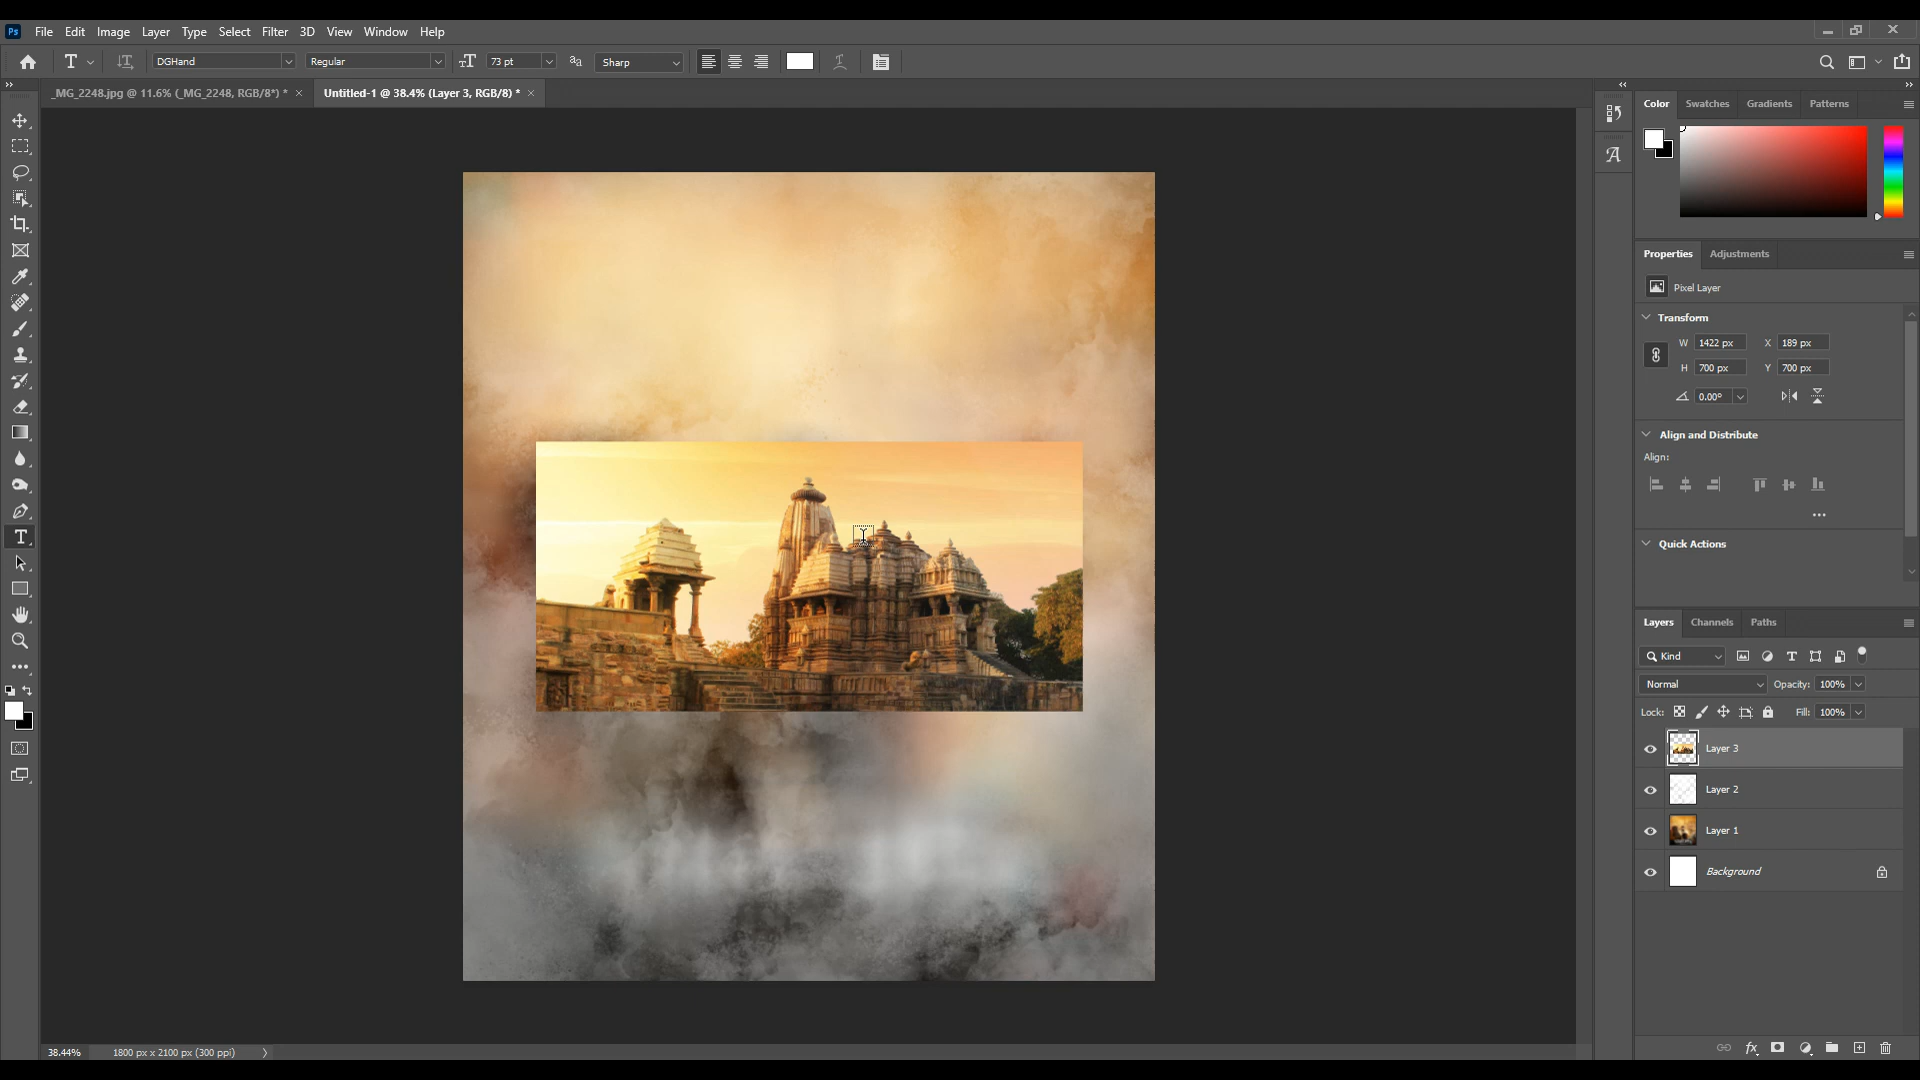 Ps File Edit Image Layer Type Select Filter 3D View Window Help
T DGHand Regular 73 pt Sharp
_MG_2248.jpg @ 11.6% (_MG_2248, RGB/8*) * × Untitled-1 @ 38.4% (Layer 3, RGB/8) * ×
Color Swatches Gradients Patterns
Properties Adjustments
Pixel Layer
Transform
W 1422 px X 189 px
H 700 px Y 700 px
0.00°
Align and Distribute
Align:
Quick Actions
Layers Channels Paths
Kind
Normal Opacity: 100%
Lock: Fill: 100%
Layer 3
Layer 2
Layer 1
Background
38.44% 1800 px x 2100 px (300 ppi)